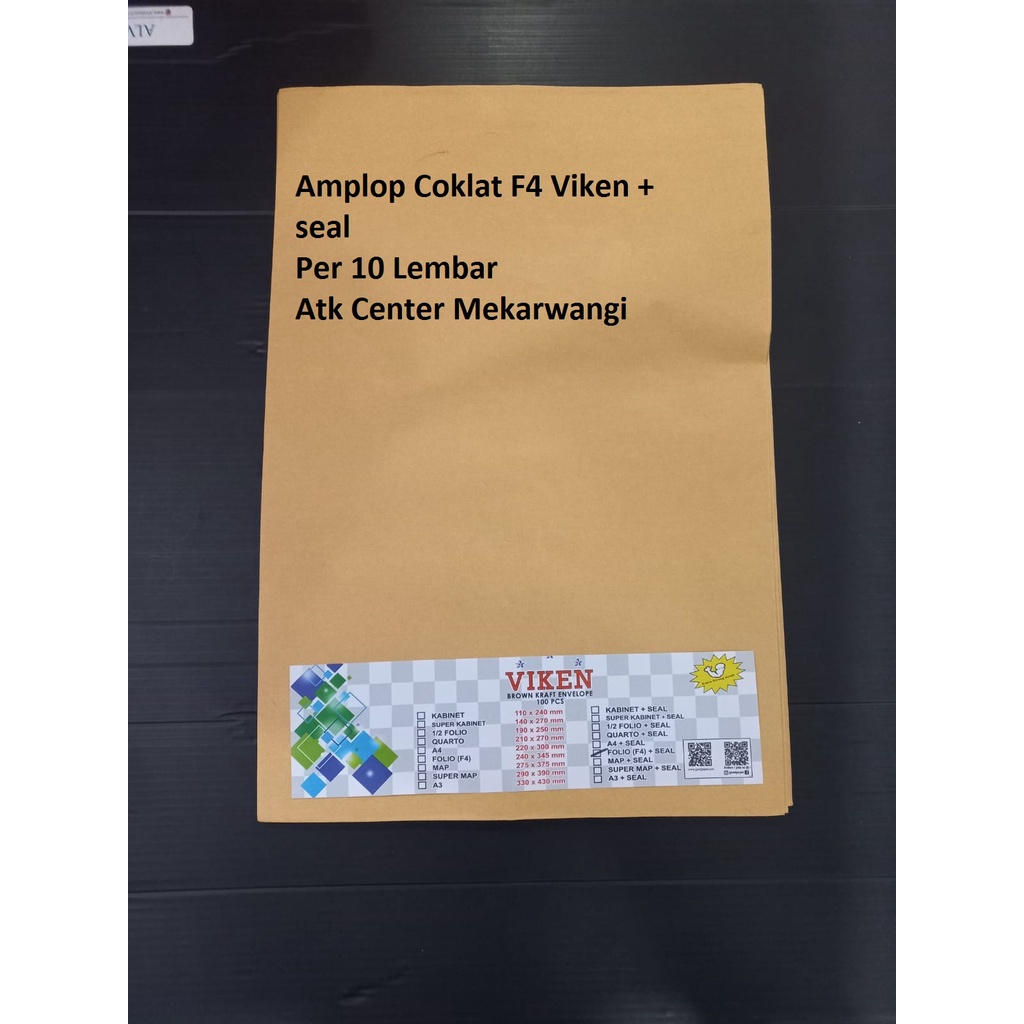 ALV
Amplop Coklat F4 Viken +
seal
Per 10 Lembar
Atk Center Mekarwangi
VIKEN
BROWN KRAFT ENVELOPE
100 PCS
KABINET 110 x 240 mm KABINET + SEAL
SUPER KABINET 140 x 270 mm SUPER KABINET + SEAL
1/2 FOLIO 190 x 250 mm 1/2 FOLIO + SEAL
QUARTO 210 x 270 mm QUARTO + SEAL
A4 220 x 300 mm A4 + SEAL
FOLIO (F4) 240 x 345 mm FOLIO (F4) + SEAL
MAP 275 x 375 mm MAP + SEAL
SUPER MAP 290 x 390 mm SUPER MAP + SEAL
A3 330 x 430 mm A3 + SEAL